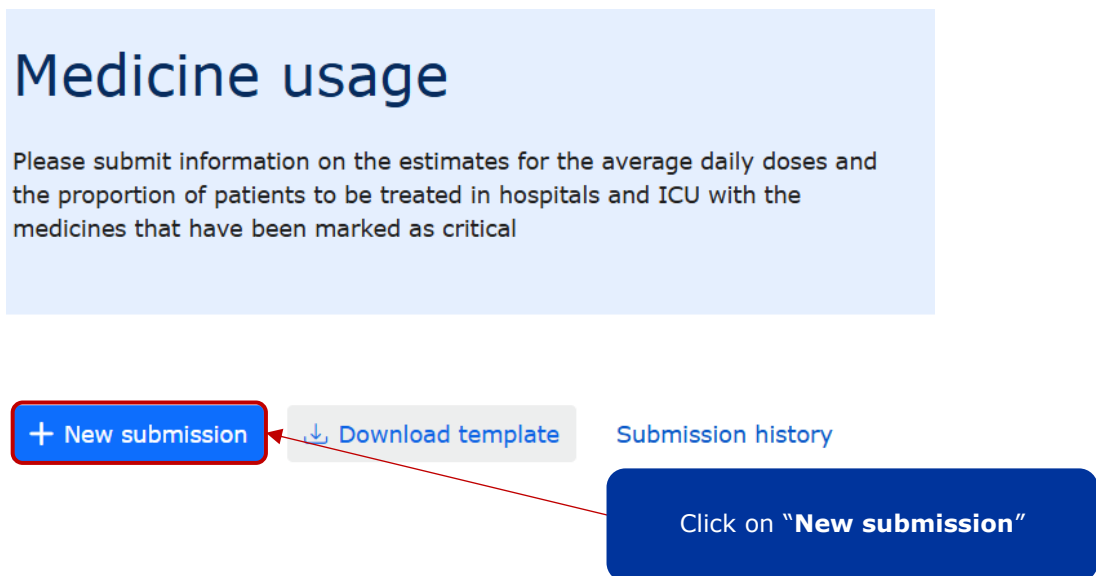 Medicine usage
Please submit information on the estimates for the average daily doses and
the proportion of patients to be treated in hospitals and ICU with the
medicines that have been marked as critical
+ New submission
Download template
Submission history
Click on “New submission”